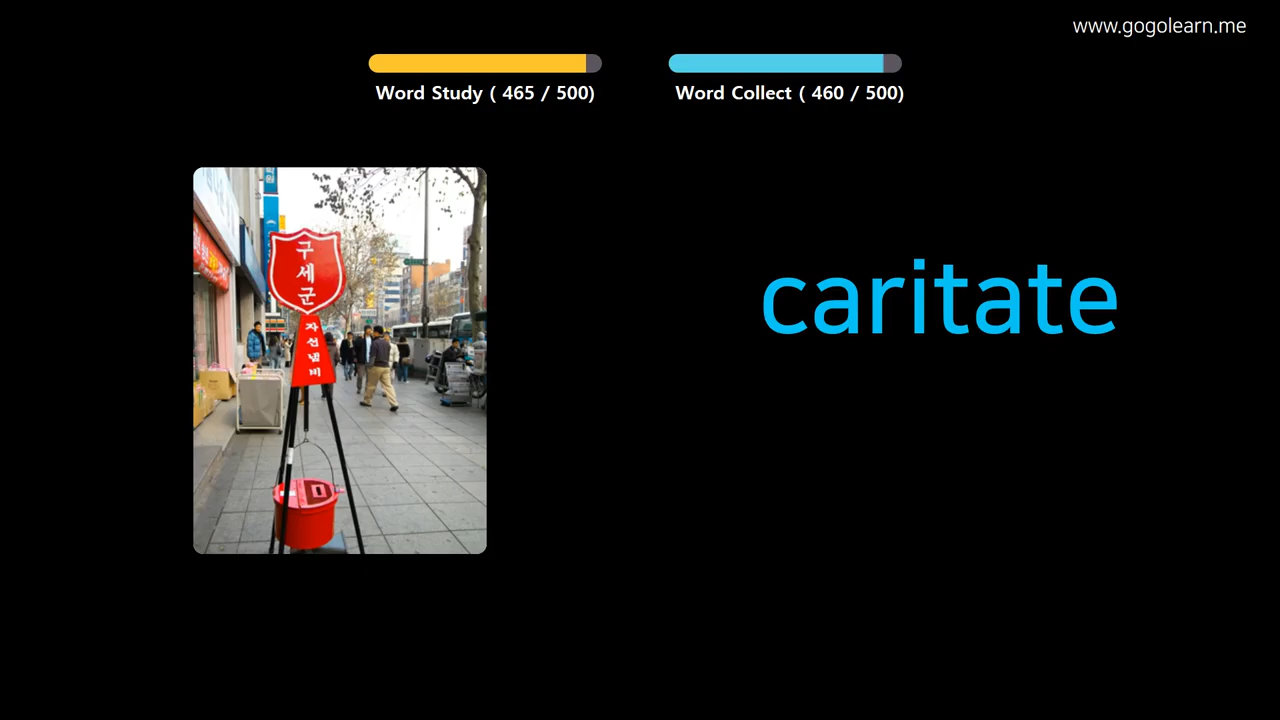 www.gogolearn.me
Word Study ( 465 / 500)
Word Collect ( 460 / 500)
구
세
군
자
선
냄
비
caritate